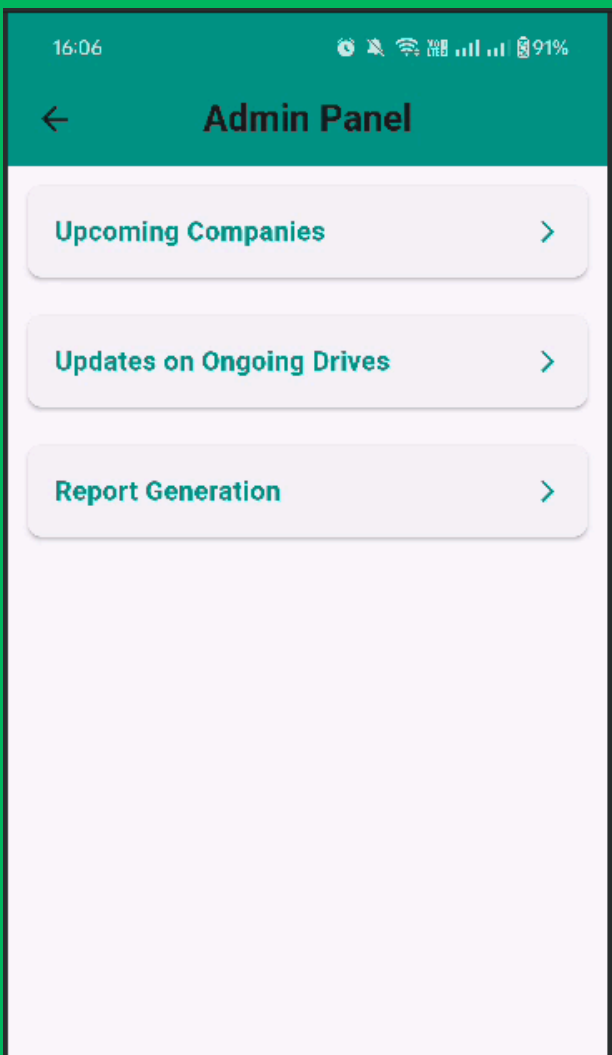 16:06 91%
Admin Panel
Upcoming Companies
Updates on Ongoing Drives
Report Generation